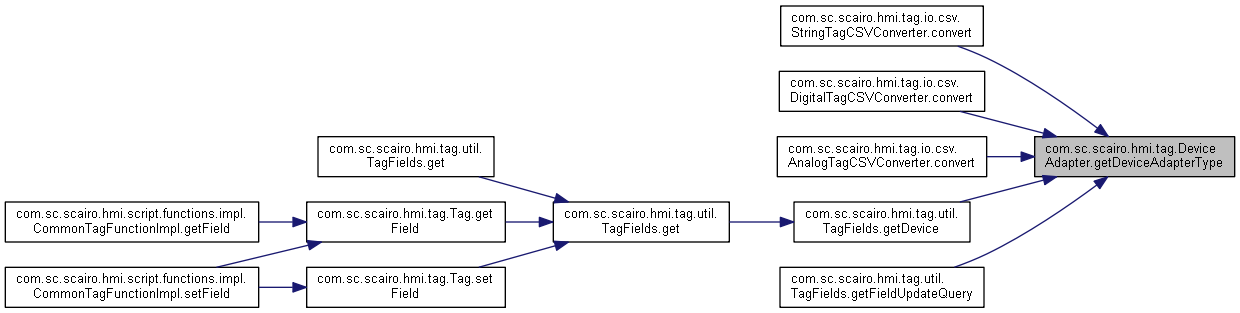 com.sc.scairo.hmi.tag.io.csv.
StringTagCSVConverter.convert
com.sc.scairo.hmi.tag.io.csv.
DigitalTagCSVConverter.convert
com.sc.scairo.hmi.tag.io.csv.
AnalogTagCSVConverter.convert
com.sc.scairo.hmi.tag.Device
Adapter.getDeviceAdapterType
com.sc.scairo.hmi.tag.util.
TagFields.get
com.sc.scairo.hmi.script.functions.impl.
CommonTagFunctionImpl.getField
com.sc.scairo.hmi.tag.Tag.get
Field
com.sc.scairo.hmi.tag.util.
TagFields.get
com.sc.scairo.hmi.tag.util.
TagFields.getDevice
com.sc.scairo.hmi.script.functions.impl.
CommonTagFunctionImpl.setField
com.sc.scairo.hmi.tag.Tag.set
Field
com.sc.scairo.hmi.tag.util.
TagFields.getFieldUpdateQuery